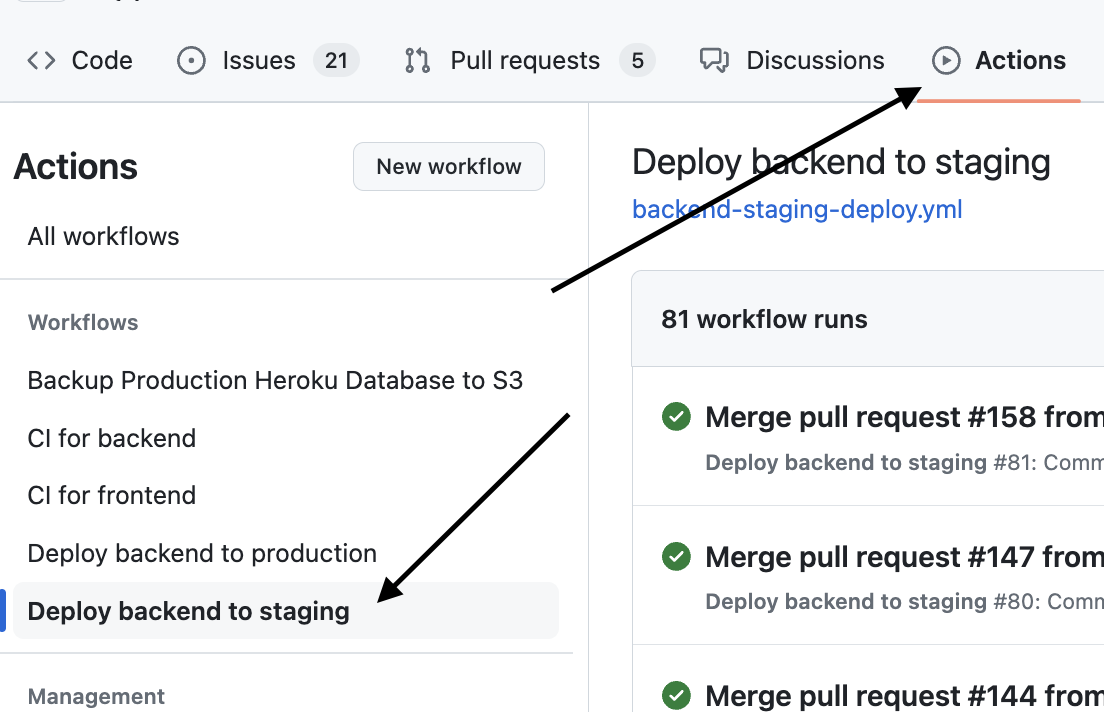 Code Issues 21 Pull requests 5 Discussions Actions
Actions
New workflow
All workflows
Workflows
Backup Production Heroku Database to S3
CI for backend
CI for frontend
Deploy backend to production
Deploy backend to staging
Management
Deploy backend to staging
backend-staging-deploy.yml
81 workflow runs
Merge pull request #158 from
Deploy backend to staging #81: Comm
Merge pull request #147 from
Deploy backend to staging #80: Comm
Merge pull request #144 from